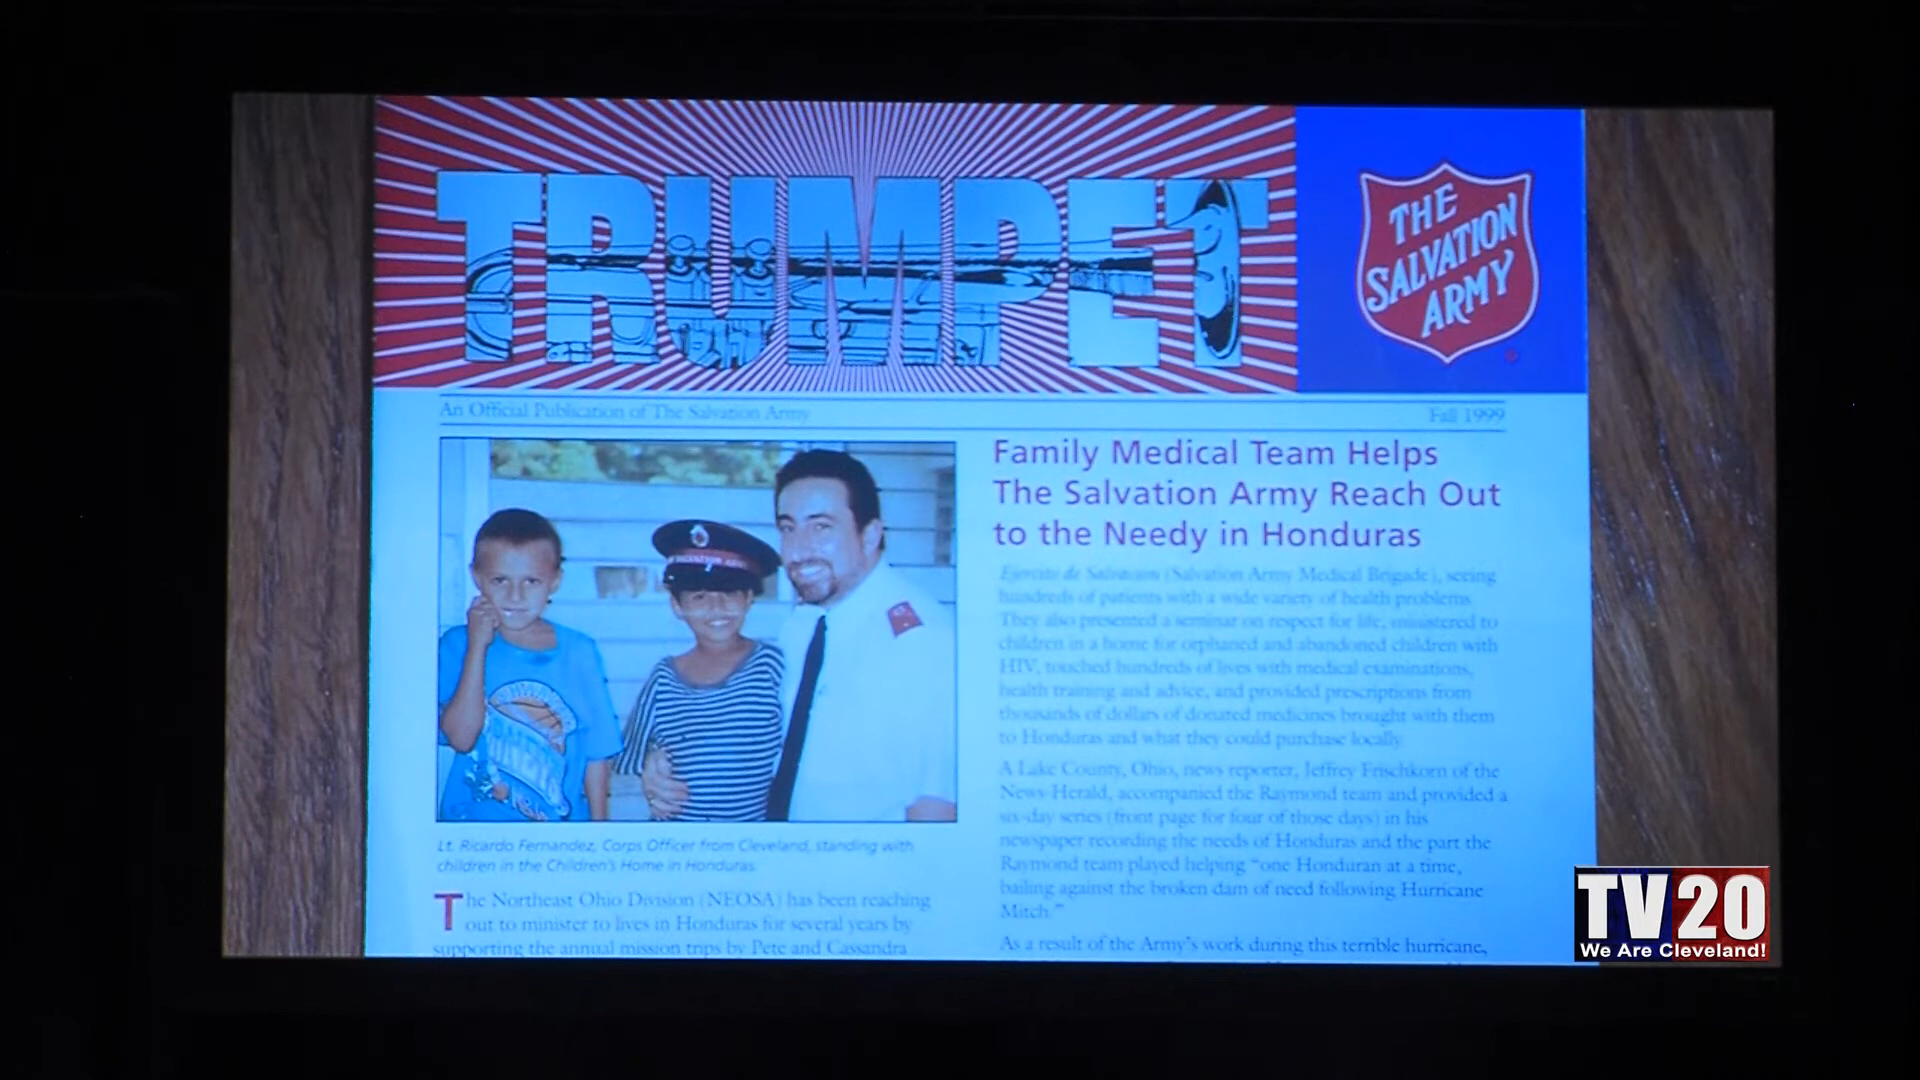 TRUMPET
THE
SALVATION
ARMY
An Official Publication of The Salvation Army
Fall 1999
Family Medical Team Helps
The Salvation Army Reach Out
to the Needy in Honduras
Ejercito de Salvacion (Salvation Army Medical Brigade), seeing
hundreds of patients with a wide variety of health problems.
They also presented a seminar on respect for life, ministered to
children in a home for orphaned and abandoned children with
HIV, touched hundreds of lives with medical examinations,
health training and advice, and provided prescriptions from
thousands of dollars of donated medicines brought with them
to Honduras and what they could purchase locally.
A Lake County, Ohio, news reporter, Jeffrey Frischkorn of the
News-Herald, accompanied the Raymond team and provided a
six-day series (front page for four of those days) in his
newspaper recording the needs of Honduras and the part the
Raymond team played helping "one Honduran at a time,
bailing against the broken dam of need following Hurricane
Mitch."
As a result of the Army's work during this terrible hurricane,
Lt. Ricardo Fernandez, Corps Officer from Cleveland, standing with
children in the Children's Home in Honduras.
The Northeast Ohio Division (NEOSA) has been reaching
out to minister to lives in Honduras for several years by
supporting the annual mission trips by Pete and Cassandra
TV20
We Are Cleveland!